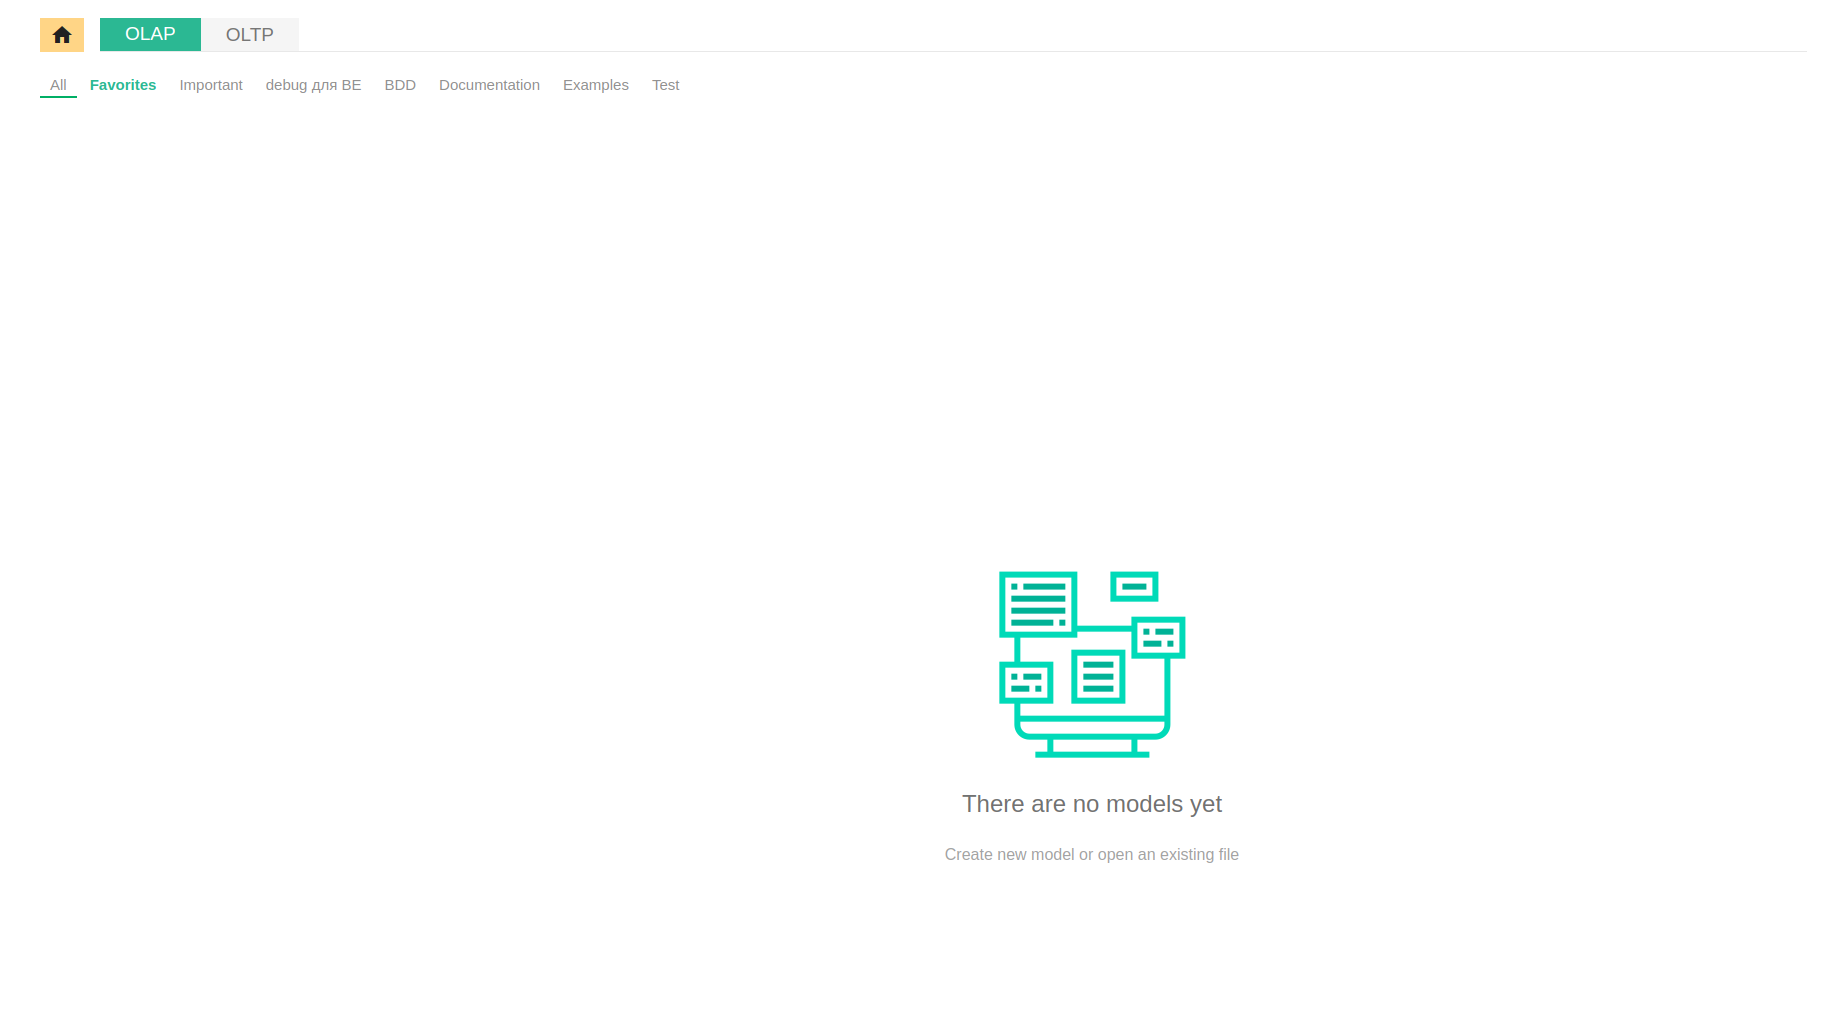 OLAP OLTP
All Favorites Important debug для BE BDD Documentation Examples Test
There are no models yet
Create new model or open an existing file